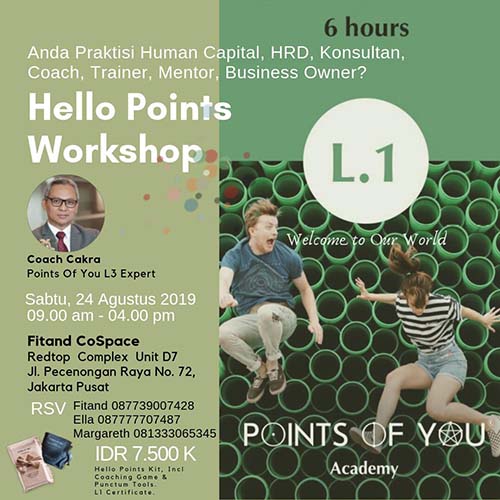 6 hours
Anda Praktisi Human Capital, HRD, Konsultan,
Coach, Trainer, Mentor, Business Owner?
Hello Points
Workshop
L.1
Welcome to Our World
Coach Cakra
Points Of You L3 Expert
Sabtu, 24 Agustus 2019
09.00 am - 04.00 pm
Fitand CoSpace
Redtop Complex Unit D7
Jl. Pecenongan Raya No. 72,
Jakarta Pusat
RSV Fitand 087739007428
Ella 087777707487
Margareth 081333065345
IDR 7.500 K
Hello Points Kit, Incl
Coaching Game &
Punctum Tools.
L1 Certificate.
POINTS OF YOU
Academy